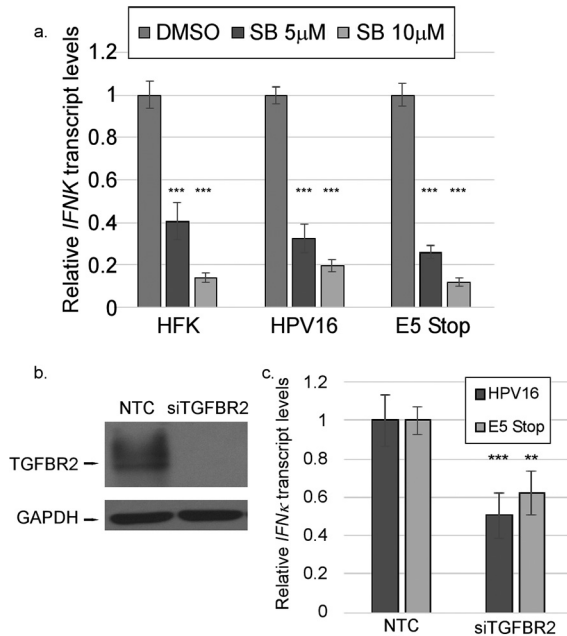 a.
DMSO SB 5μM SB 10μM
Relative IFNK transcript levels
1.2
1
0.8
0.6
0.4
0.2
0
*** ***
*** ***
*** ***
HFK HPV16 E5 Stop
b.
NTC siTGFBR2
TGFBR2
GAPDH
c.
Relative IFNκ transcript levels
1.2
1
0.8
0.6
0.4
0.2
0
HPV16
E5 Stop
*** **
NTC siTGFBR2